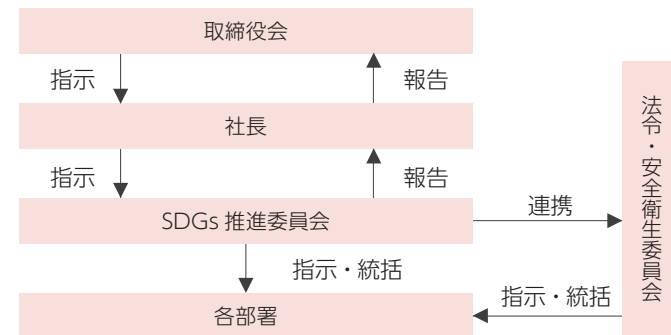 取締役会
指示
報告
社長
指示
報告
SDGs 推進委員会
連携
指示・統括
各部署
指示・統括
法令・安全衛生委員会